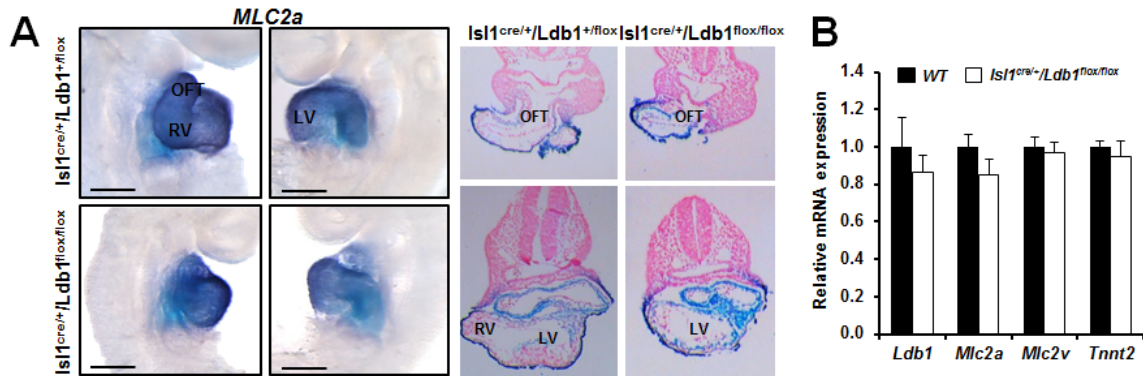 A
MLC2a
Isl1cre/+/Ldb1+/flox
Isl1cre/+/Ldb1flox/flox
Isl1cre/+/Ldb1+/flox
OFT
RV
LV
OFT
OFT
Isl1cre/+/Ldb1flox/flox
RV
LV
LV
B
WT
Isl1cre/+/Ldb1flox/flox
Relative mRNA expression
1.4
1.2
1.0
0.8
0.6
0.4
0.2
0.0
Ldb1 Mlc2a Mlc2v Tnnt2